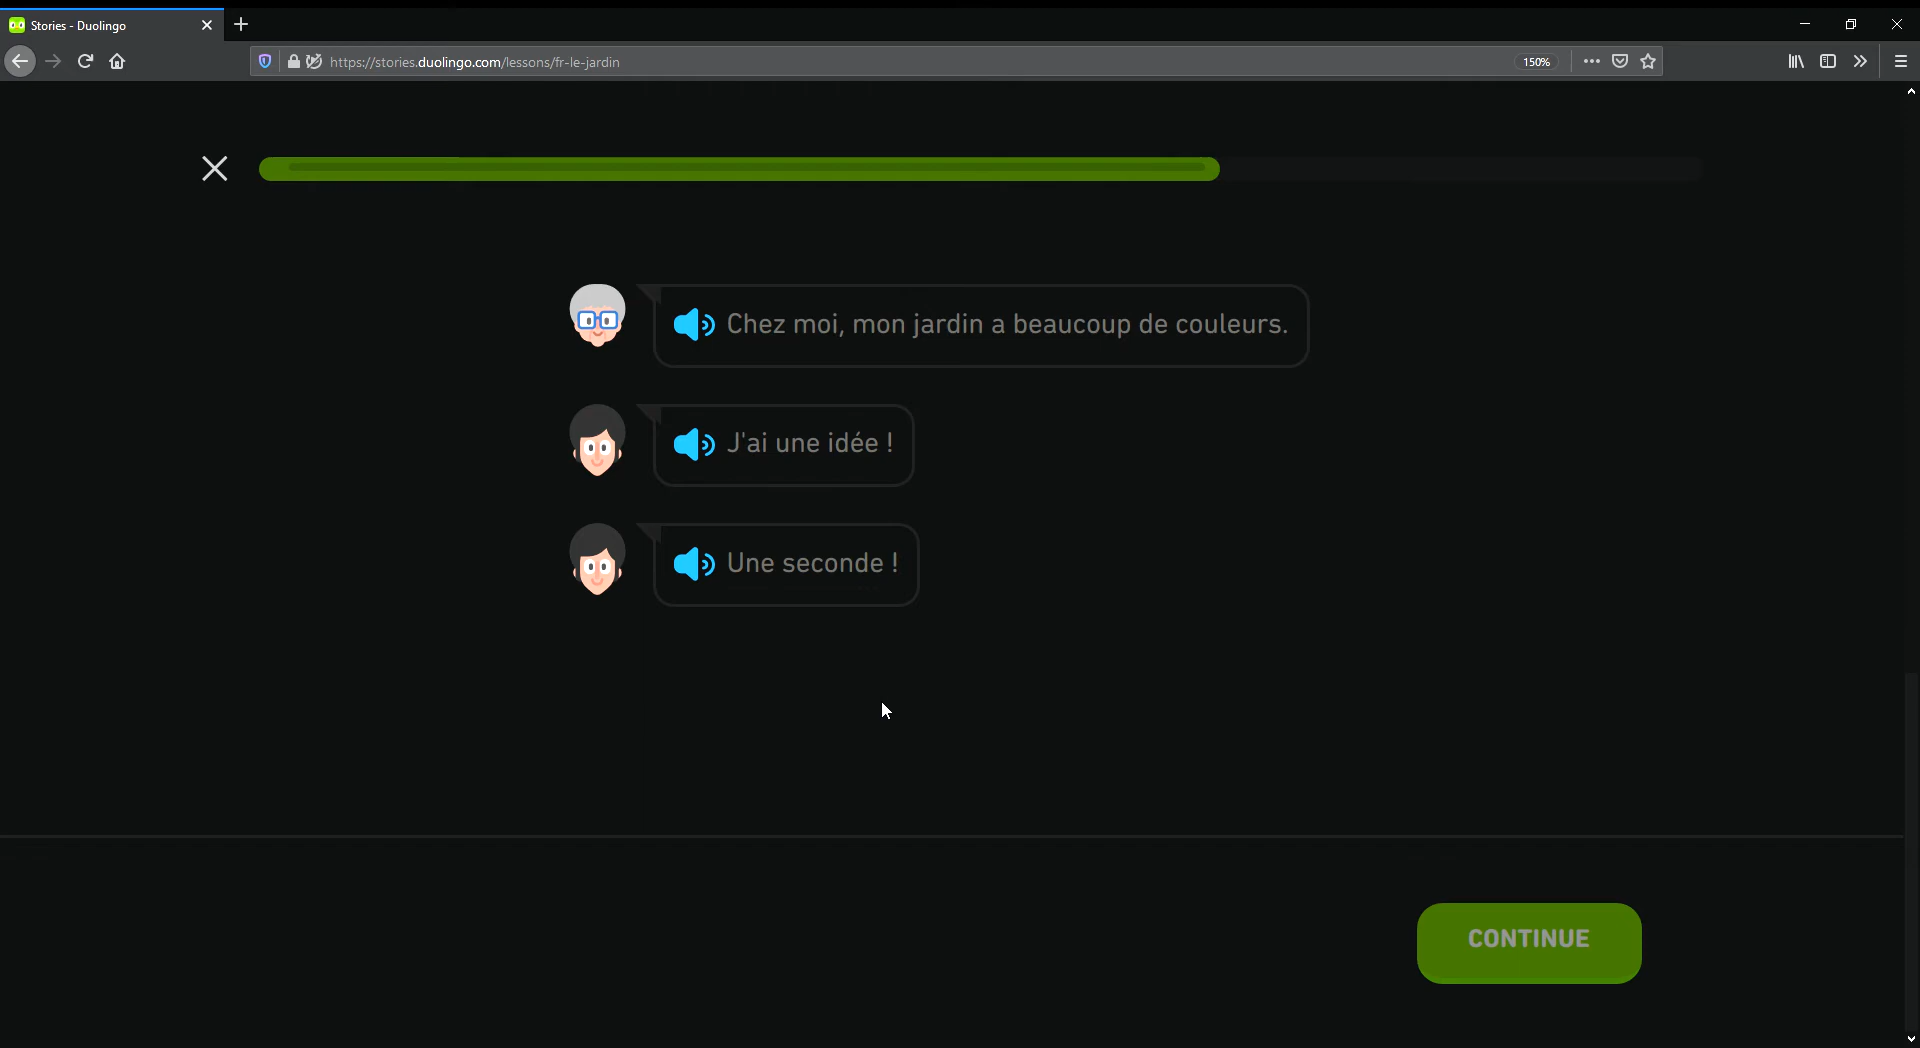 Stories - Duolingo
https://stories.duolingo.com/lessons/fr-le-jardin
150%
Chez moi, mon jardin a beaucoup de couleurs.
J'ai une idée !
Une seconde !
CONTINUE